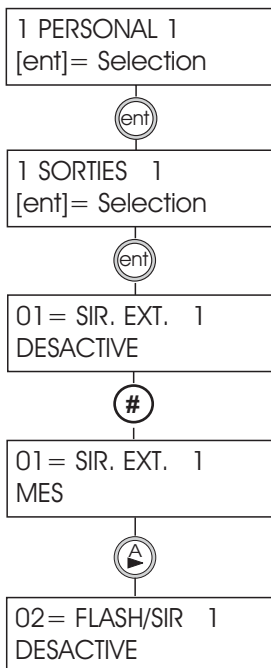 1 PERSONAL 1
[ent]= Selection
ent
1 SORTIES 1
[ent]= Selection
ent
01= SIR. EXT. 1
DESACTIVE
#
01= SIR. EXT. 1
MES
A
02= FLASH/SIR 1
DESACTIVE